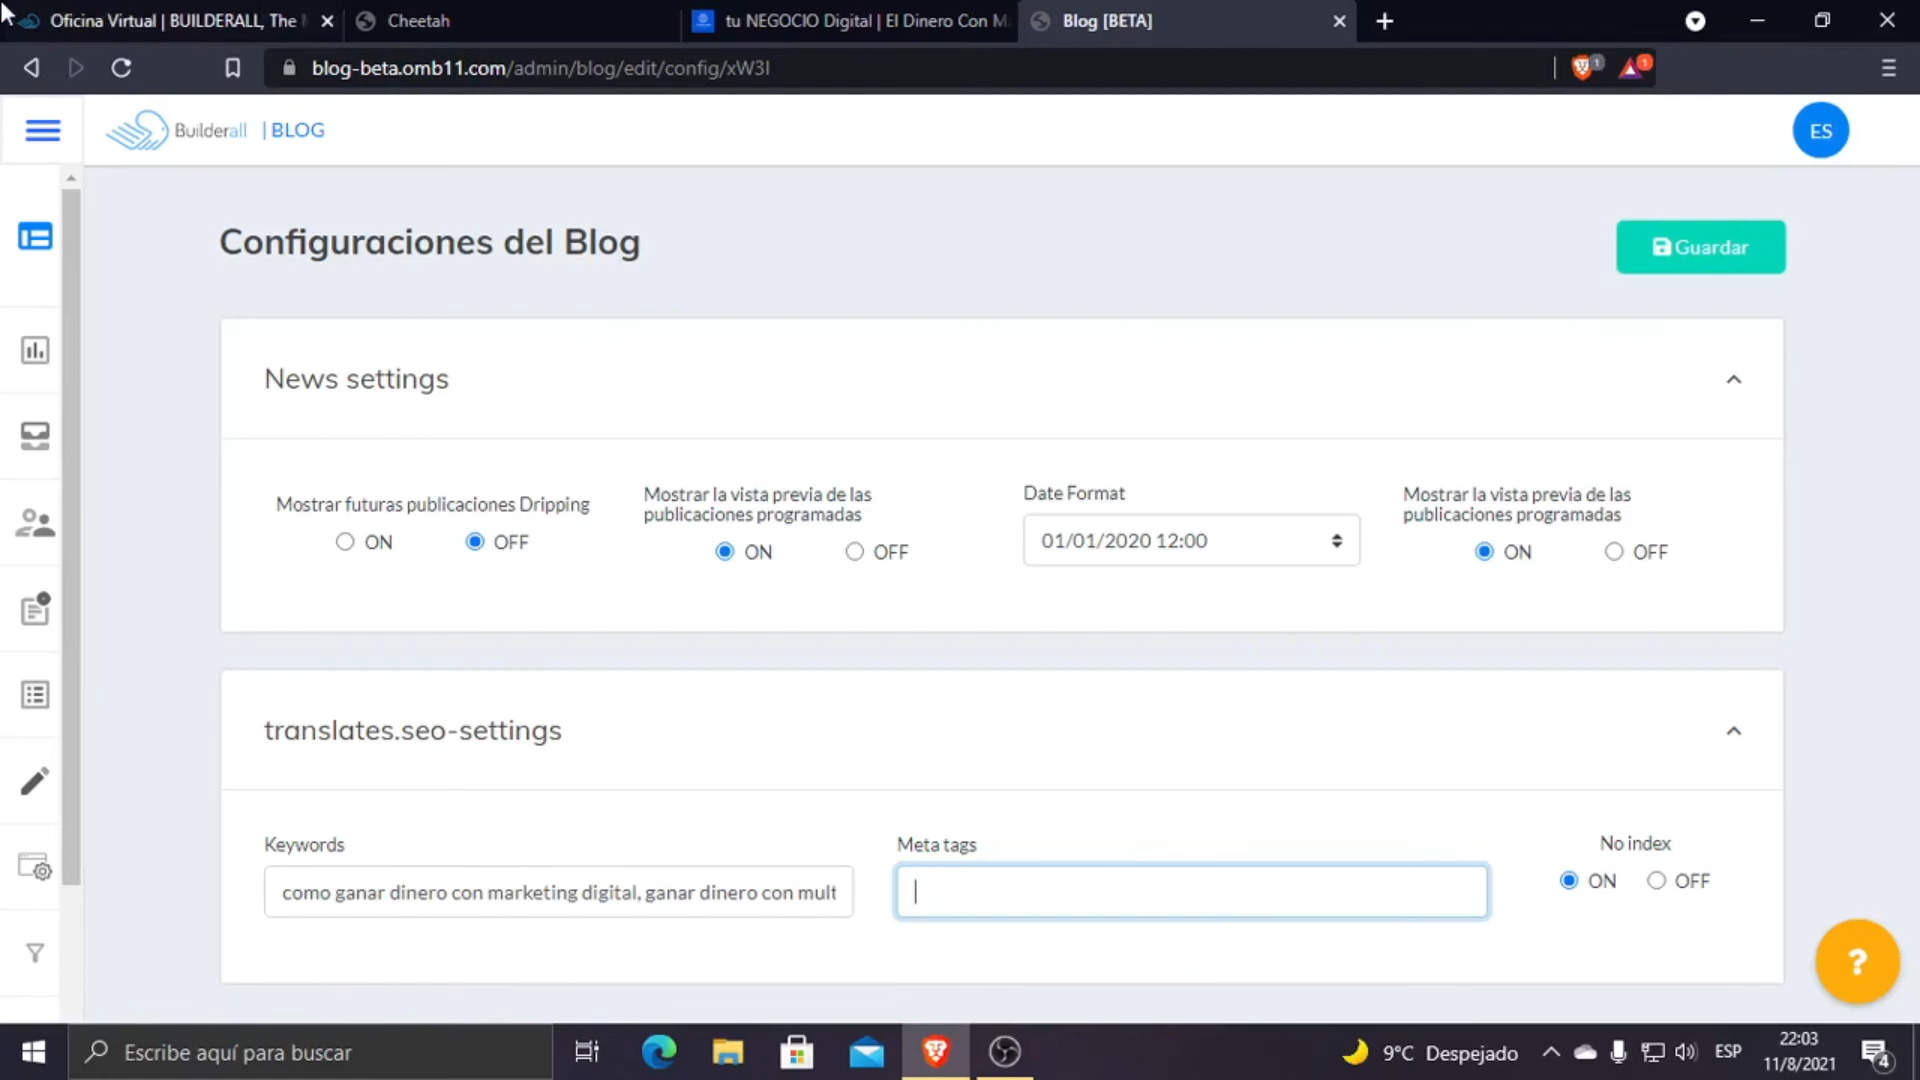 Oficina Virtual | BUILDERALL, The
Cheetah
tu NEGOCIO Digital | El Dinero Con M
Blog [BETA]
blog-beta.omb11.com/admin/blog/edit/config/xW3I
1
1
Builderall | BLOG
ES
Configuraciones del Blog
Guardar
News settings
Mostrar futuras publicaciones Dripping
ON OFF
Mostrar la vista previa de las
publicaciones programadas
ON OFF
Date Format
01/01/2020 12:00
Mostrar la vista previa de las
publicaciones programadas
ON OFF
translates.seo-settings
Keywords
como ganar dinero con marketing digital, ganar dinero con mult
Meta tags
No index
ON OFF
?
Escribe aquí para buscar
9°C Despejado
ESP
22:03
11/8/2021
4